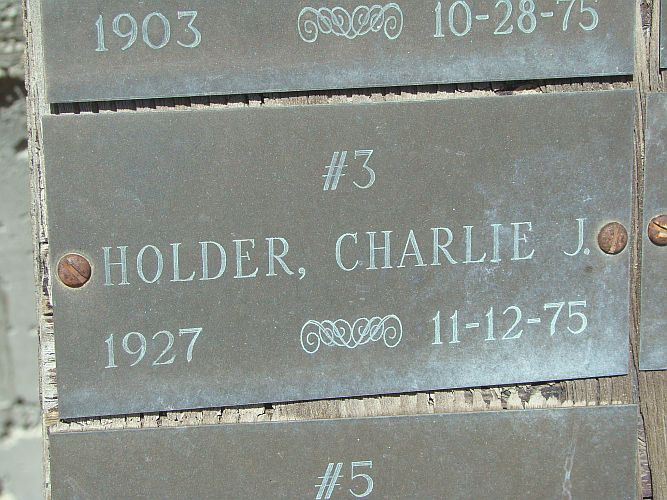 1903 10-28-75
#3
HOLDER, CHARLIE J.
1927 11-12-75
#5